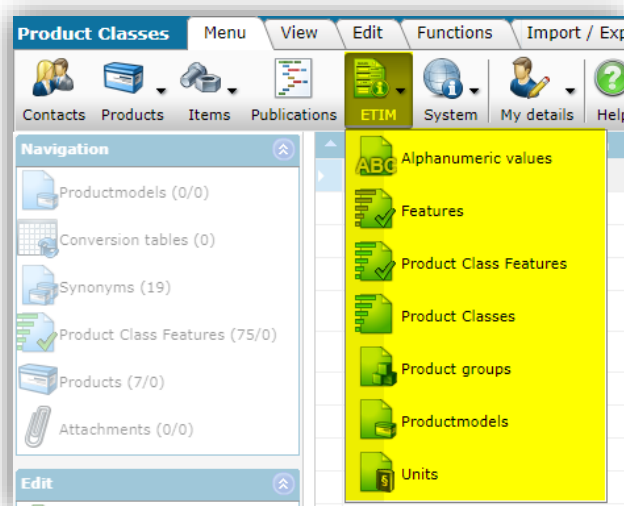 Product Classes Menu View Edit Functions Import / Exp
Contacts Products Items Publications ETIM System My details Help
Navigation
Productmodels (0/0)
Conversion tables (0)
Synonyms (19)
Product Class Features (75/0)
Products (7/0)
Attachments (0/0)
Edit
ABC Alphanumeric values
Features
Product Class Features
Product Classes
Product groups
Productmodels
§ Units